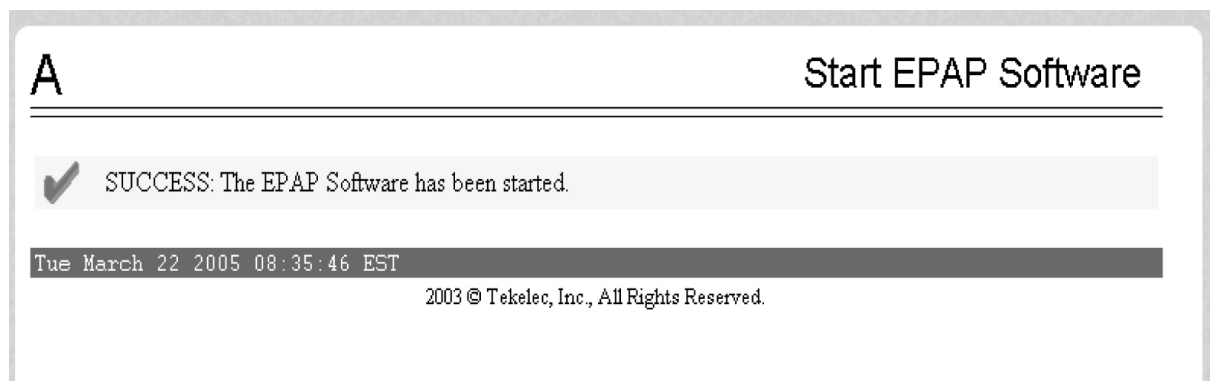 A
Start EPAP Software
SUCCESS: The EPAP Software has been started.
Tue March 22 2005 08:35:46 EST
2003 © Tekelec, Inc., All Rights Reserved.